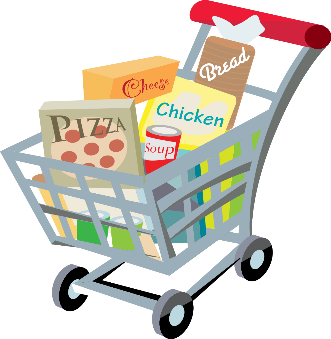 Bread
Cheese
Chicken
PIZZA
Soup